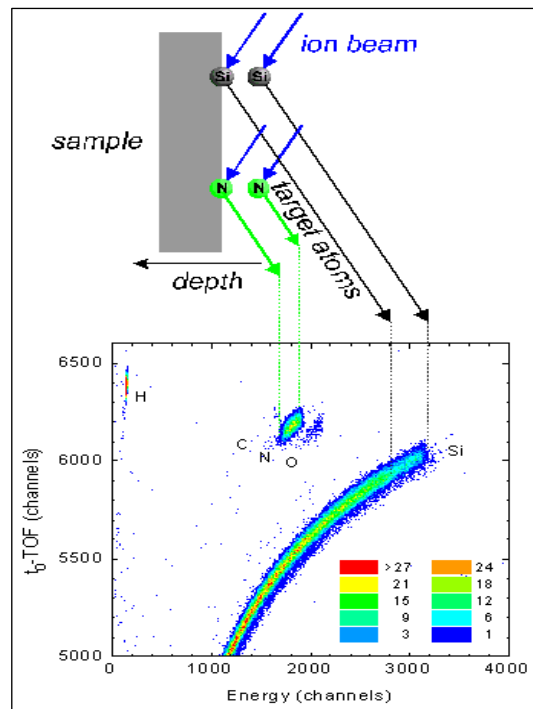 ion beam
Si Si
sample
N N
target atoms
depth
6500
H
C
N
O
6000
Si
t0-TOF (channels)
5500
>27 24
21 18
15 12
9 6
3 1
5000
0 1000 2000 3000 4000
Energy (channels)